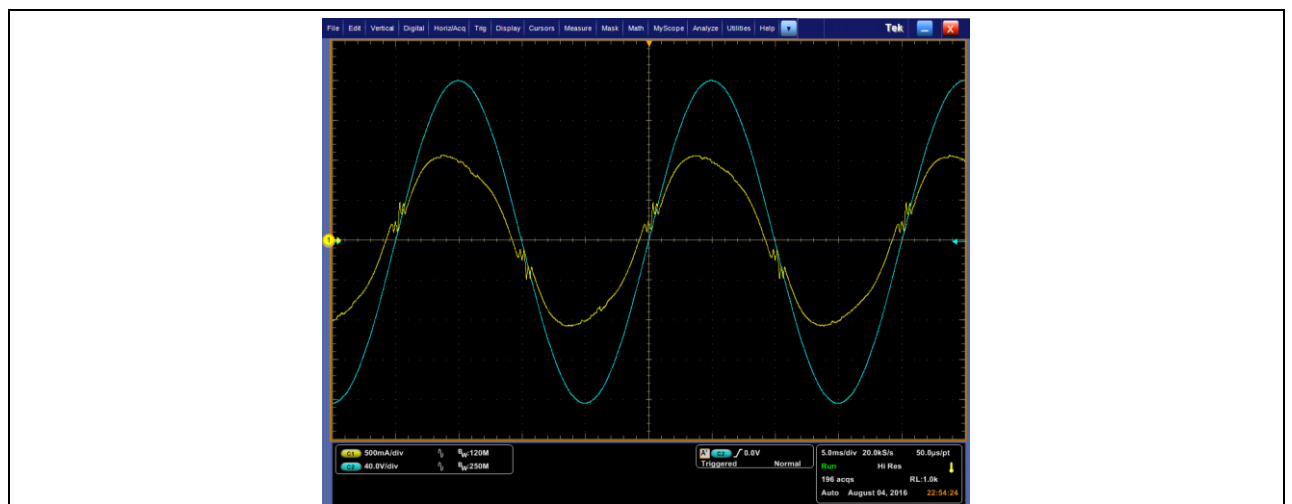 File Edit Vertical Digital Horiz/Acq Trig Display Cursors Measure Mask Math MyScope Analyze Utilities Help Tek X
1
C1 500mA/div BW:120M
C2 40.0V/div BW:250M
A' C2 0.0V
Triggered Normal
5.0ms/div 20.0kS/s 50.0µs/pt
Run Hi Res
196 acqs RL:1.0k
Auto August 04, 2016 22:54:24